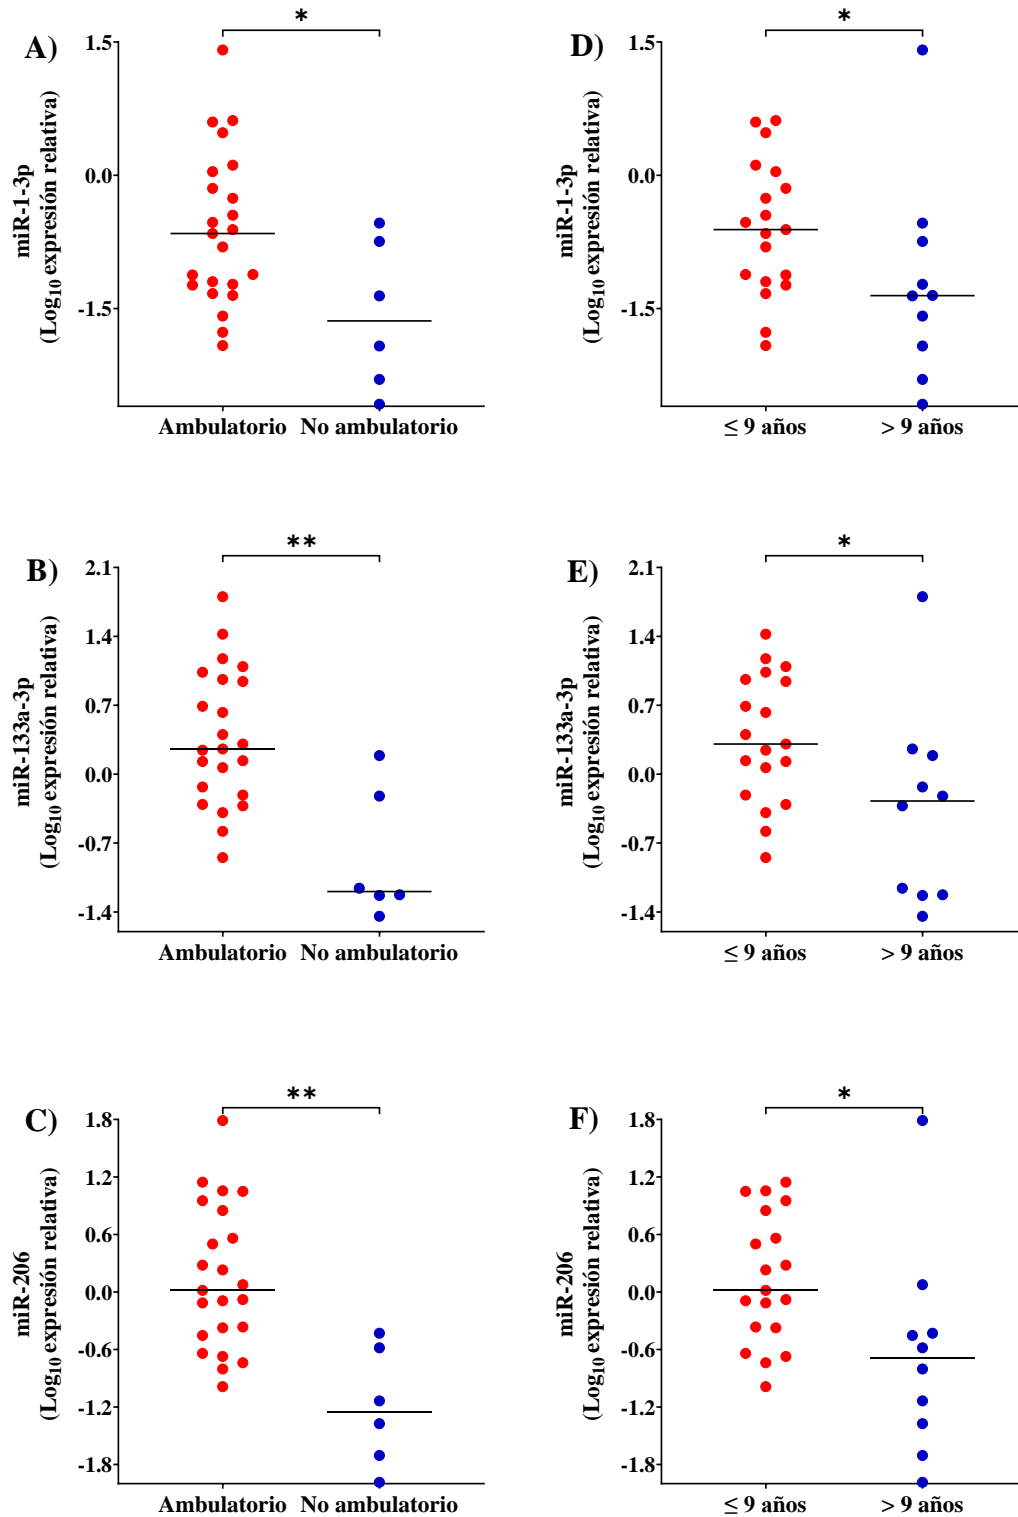 A)
*
miR-1-3p
(Log10 expresión relativa)
1.5
0.0
-1.5
Ambulatorio No ambulatorio
D)
*
miR-1-3p
(Log10 expresión relativa)
1.5
0.0
-1.5
≤ 9 años > 9 años
B)
**
miR-133a-3p
(Log10 expresión relativa)
2.1
1.4
0.7
0.0
-0.7
-1.4
Ambulatorio No ambulatorio
E)
*
miR-133a-3p
(Log10 expresión relativa)
2.1
1.4
0.7
0.0
-0.7
-1.4
≤ 9 años > 9 años
C)
**
miR-206
(Log10 expresión relativa)
1.8
1.2
0.6
0.0
-0.6
-1.2
-1.8
Ambulatorio No ambulatorio
F)
*
miR-206
(Log10 expresión relativa)
1.8
1.2
0.6
0.0
-0.6
-1.2
-1.8
≤ 9 años > 9 años